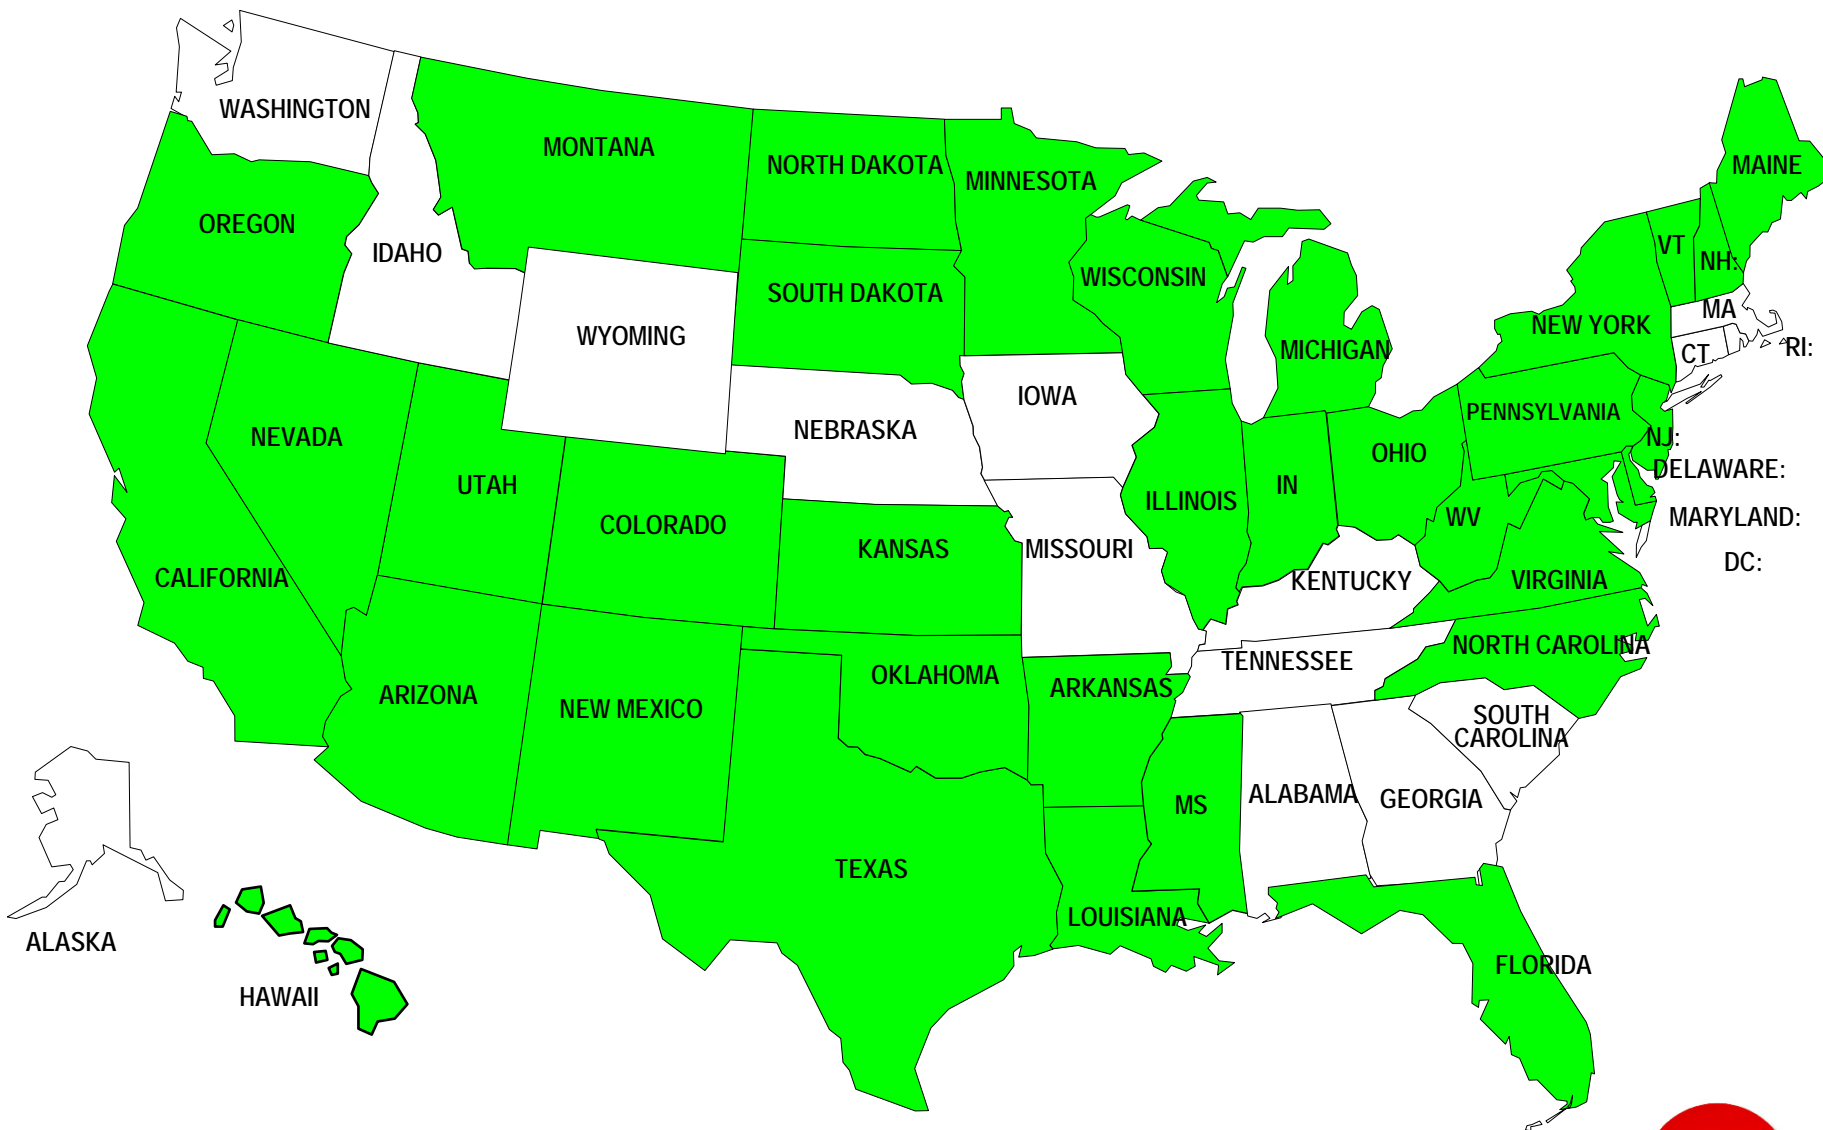 WASHINGTON
MONTANA
NORTH DAKOTA
MINNESOTA
MAINE
OREGON
IDAHO
VT
NH:
WISCONSIN
SOUTH DAKOTA
WYOMING
MICHIGAN
NEW YORK
MA
CT
RI:
IOWA
NEBRASKA
NEVADA
PENNSYLVANIA
NJ:
OHIO
DELAWARE:
UTAH
COLORADO
ILLINOIS
IN
WV
MARYLAND:
KANSAS
MISSOURI
DC:
CALIFORNIA
KENTUCKY
VIRGINIA
NORTH CAROLINA
TENNESSEE
ARIZONA
NEW MEXICO
OKLAHOMA
ARKANSAS
SOUTH
CAROLINA
MS
ALABAMA
GEORGIA
TEXAS
LOUISIANA
FLORIDA
ALASKA
HAWAII